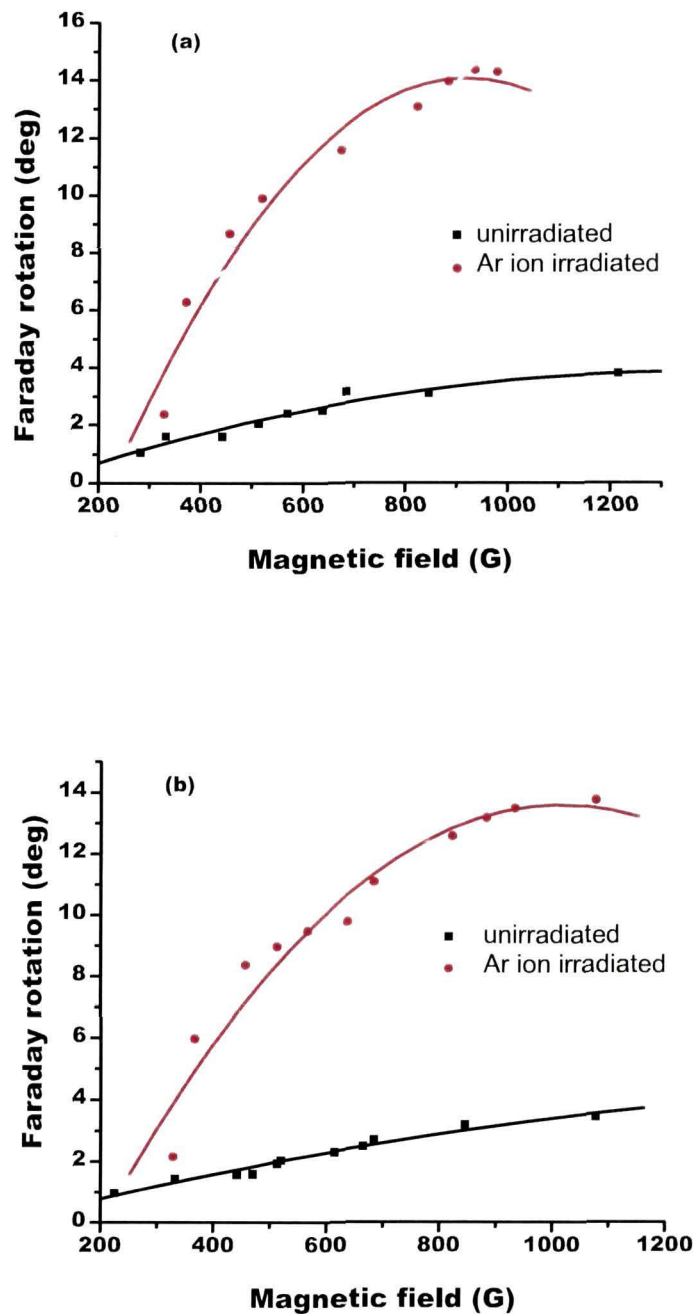 (a)
16
14
12
10
8
6
4
2
0
Faraday rotation (deg)
unirradiated
Ar ion irradiated
200 400 600 800 1000 1200
Magnetic field (G)
(b)
14
12
10
8
6
4
2
0
Faraday rotation (deg)
unirradiated
Ar ion irradiated
200 400 600 800 1000 1200
Magnetic field (G)